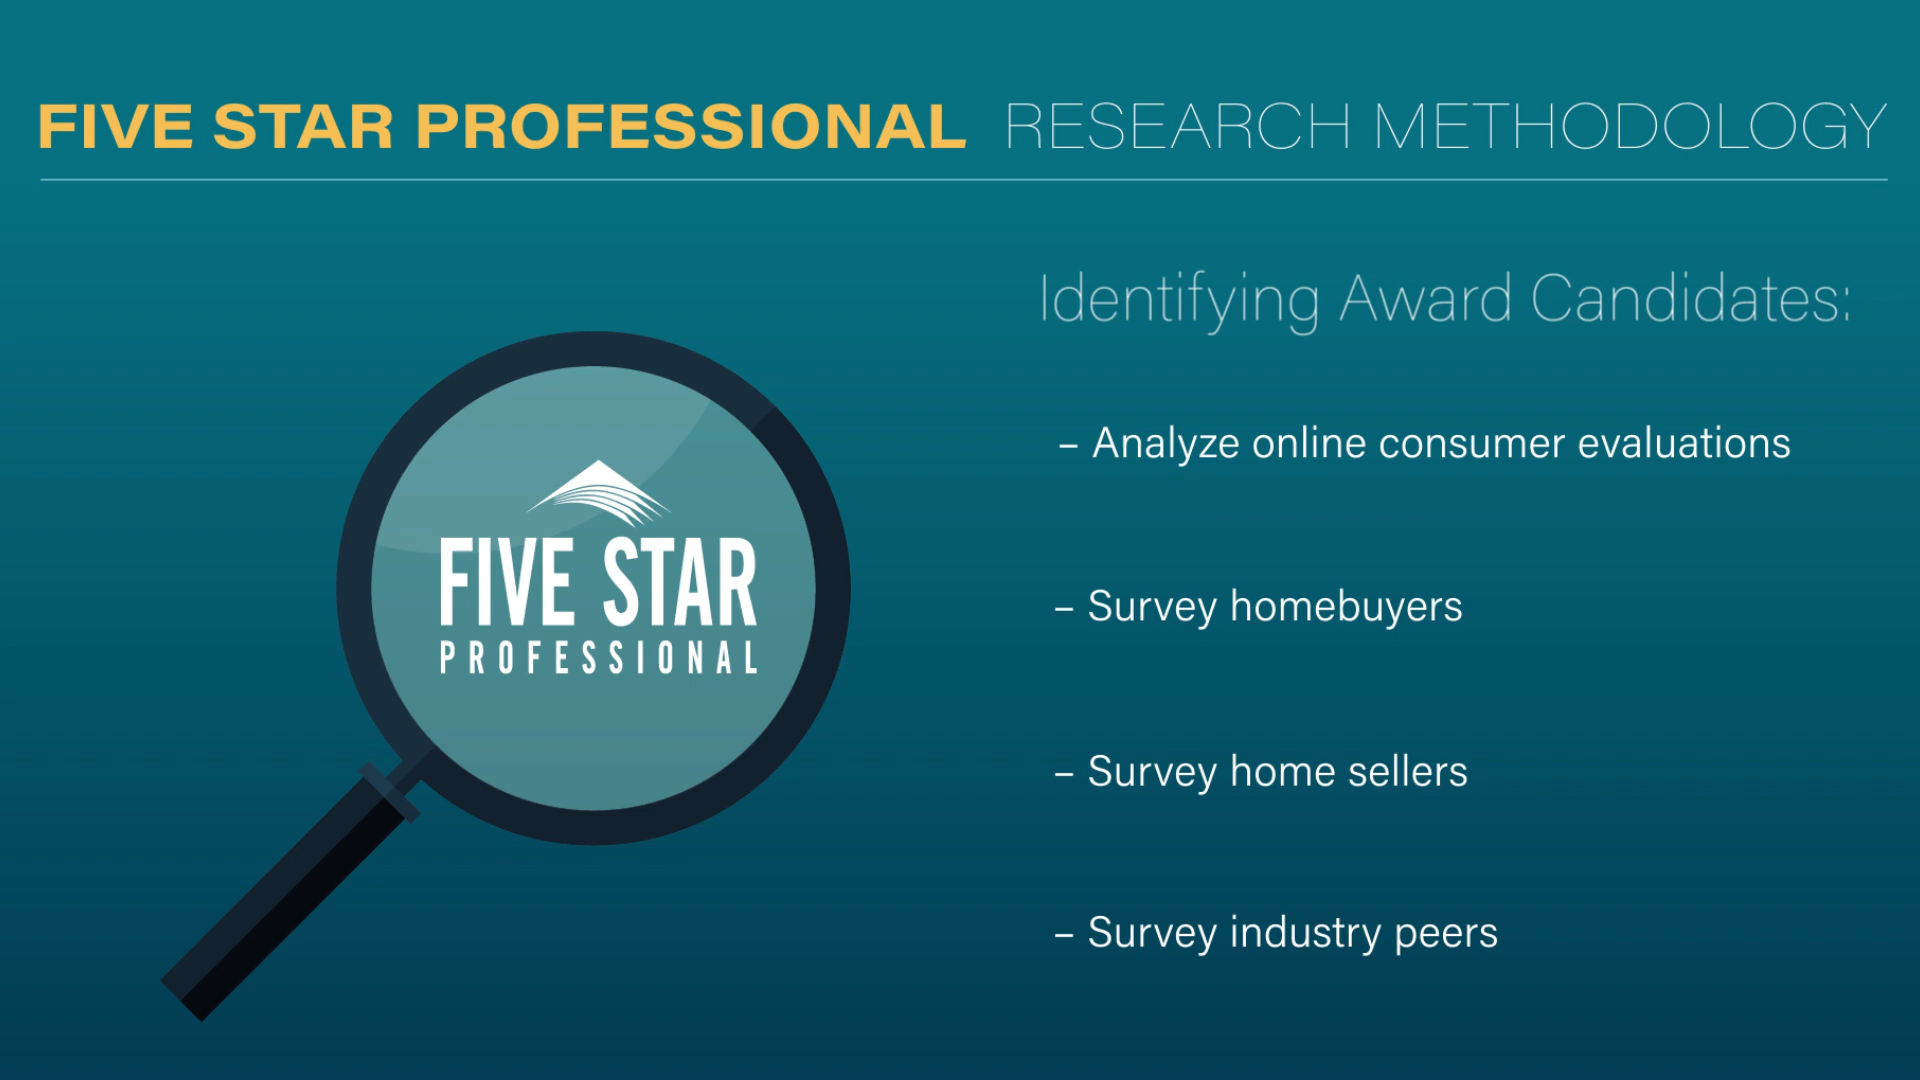 FIVE STAR PROFESSIONAL RESEARCH METHODOLOGY
FIVE STAR
PROFESSIONAL
Identifying Award Candidates:
– Analyze online consumer evaluations
– Survey homebuyers
– Survey home sellers
– Survey industry peers